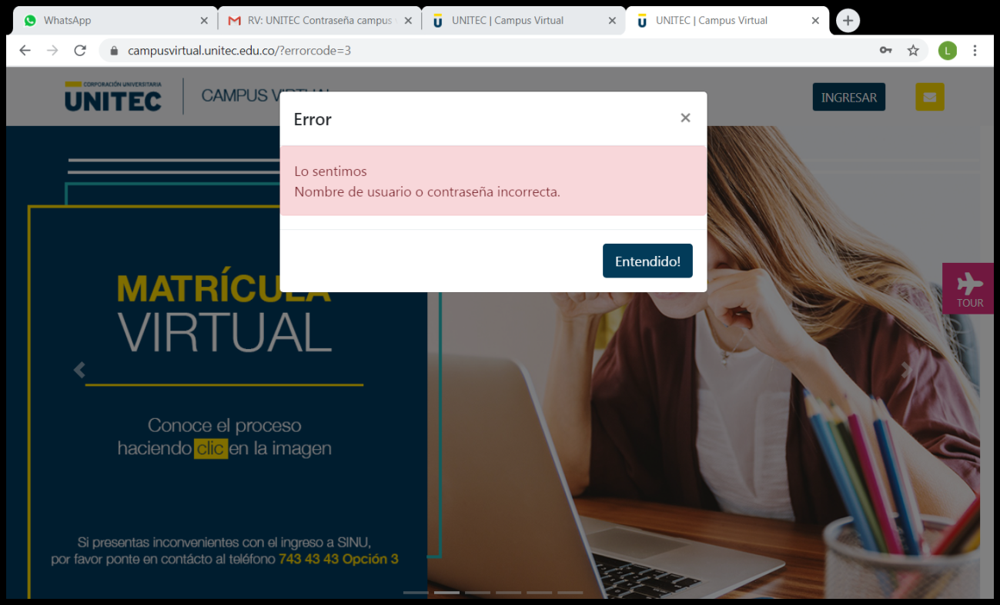 WhatsApp
RV: UNITEC Contraseña campus
UNITEC | Campus Virtual
UNITEC | Campus Virtual
campusvirtual.unitec.edu.co/?errorcode=3
L
CORPORACIÓN UNIVERSITARIA
UNITEC
CAMPUS VIRTUAL
INGRESAR
Error
Lo sentimos
Nombre de usuario o contraseña incorrecta.
Entendido!
MATRÍCULA
VIRTUAL
TOUR
Conoce el proceso
haciendo clic en la imagen
Si presentas inconvenientes con el ingreso a SINU,
por favor ponte en contácto al teléfono 743 43 43 Opción 3